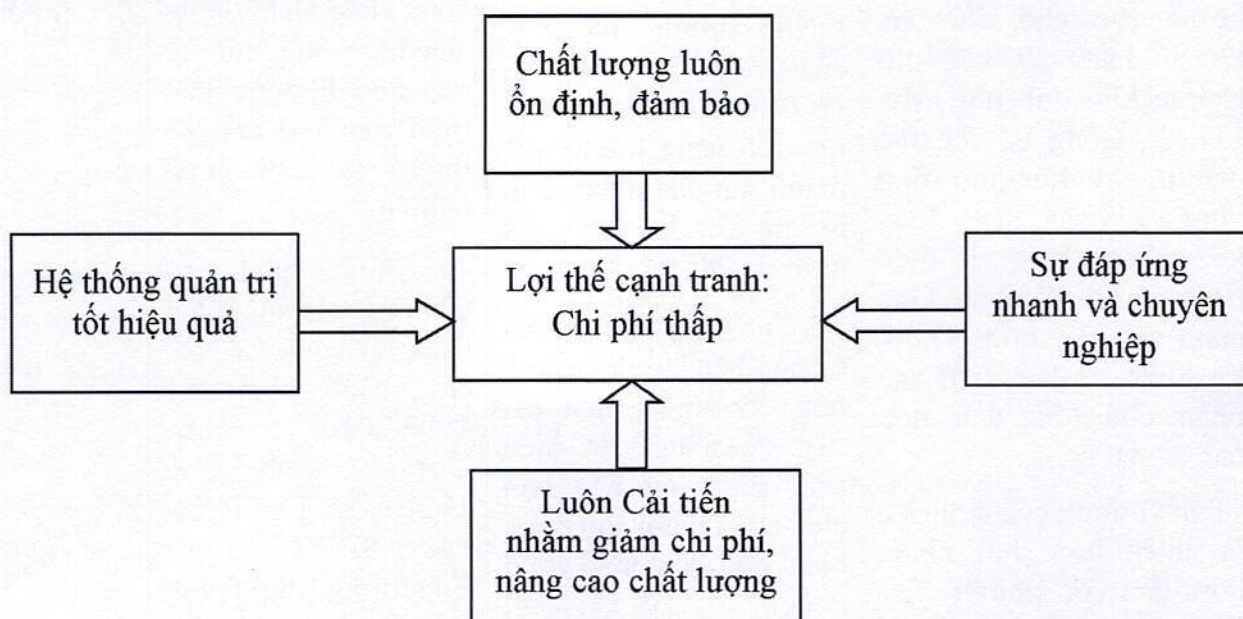 Chất lượng luôn
ổn định, đảm bảo
Hệ thống quản trị
tốt hiệu quả
Lợi thế cạnh tranh:
Chi phí thấp
Sự đáp ứng
nhanh và chuyên
nghiệp
Luôn Cải tiến
nhằm giảm chi phí,
nâng cao chất lượng